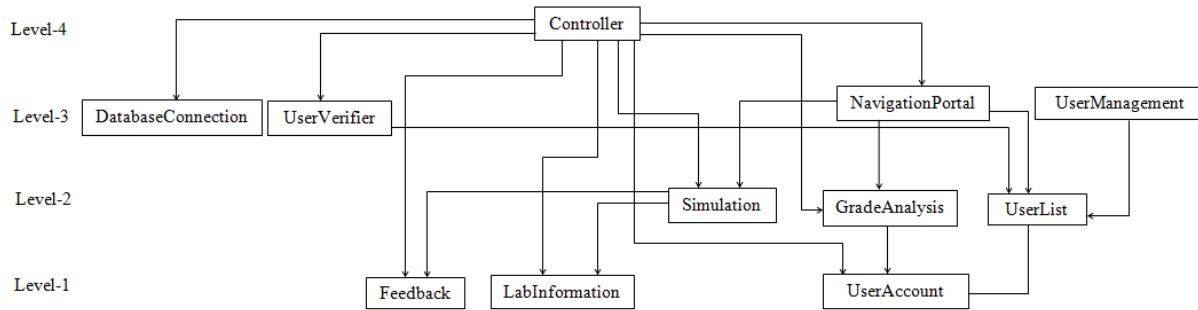 Level-4
Controller
Level-3
DatabaseConnection
UserVerifier
NavigationPortal
UserManagement
Level-2
Simulation
GradeAnalysis
UserList
Level-1
Feedback
LabInformation
UserAccount